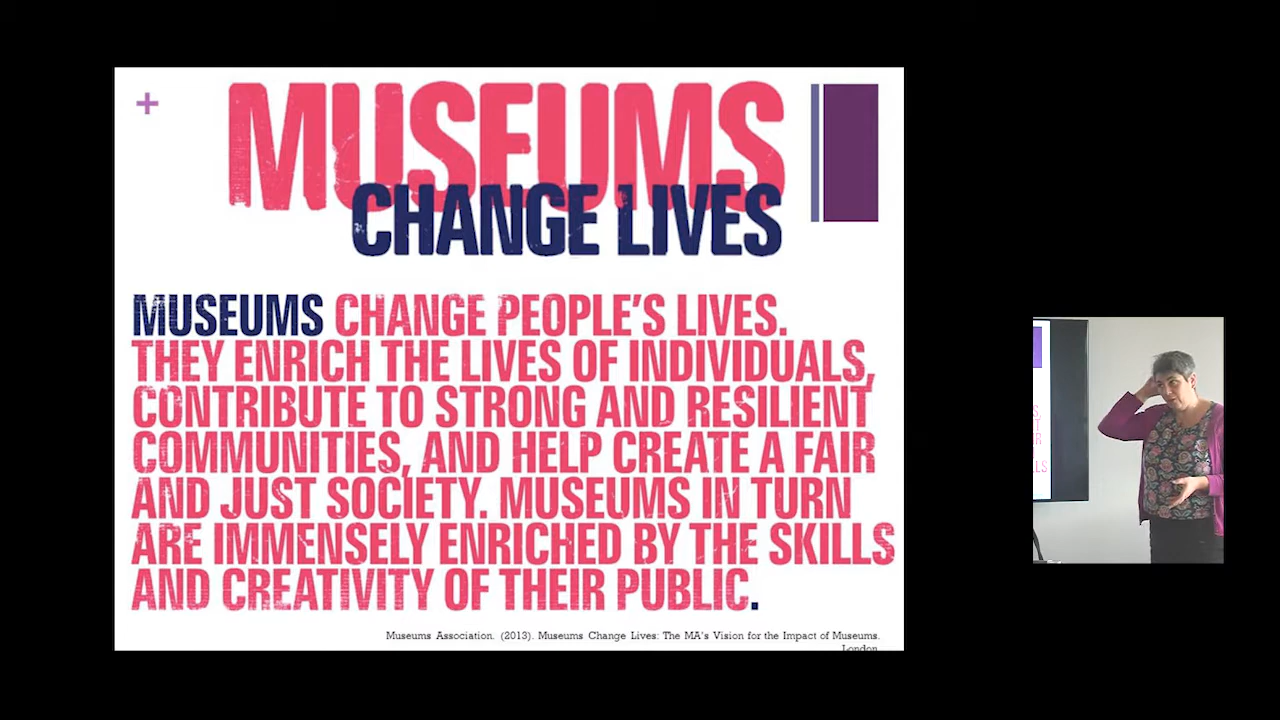 +
MUSEUMS
CHANGE LIVES
MUSEUMS CHANGE PEOPLE'S LIVES.
THEY ENRICH THE LIVES OF INDIVIDUALS,
CONTRIBUTE TO STRONG AND RESILIENT
COMMUNITIES, AND HELP CREATE A FAIR
AND JUST SOCIETY. MUSEUMS IN TURN
ARE IMMENSELY ENRICHED BY THE SKILLS
AND CREATIVITY OF THEIR PUBLIC.
Museums Association. (2013). Museums Change Lives: The MA's Vision for the Impact of Museums.
London.